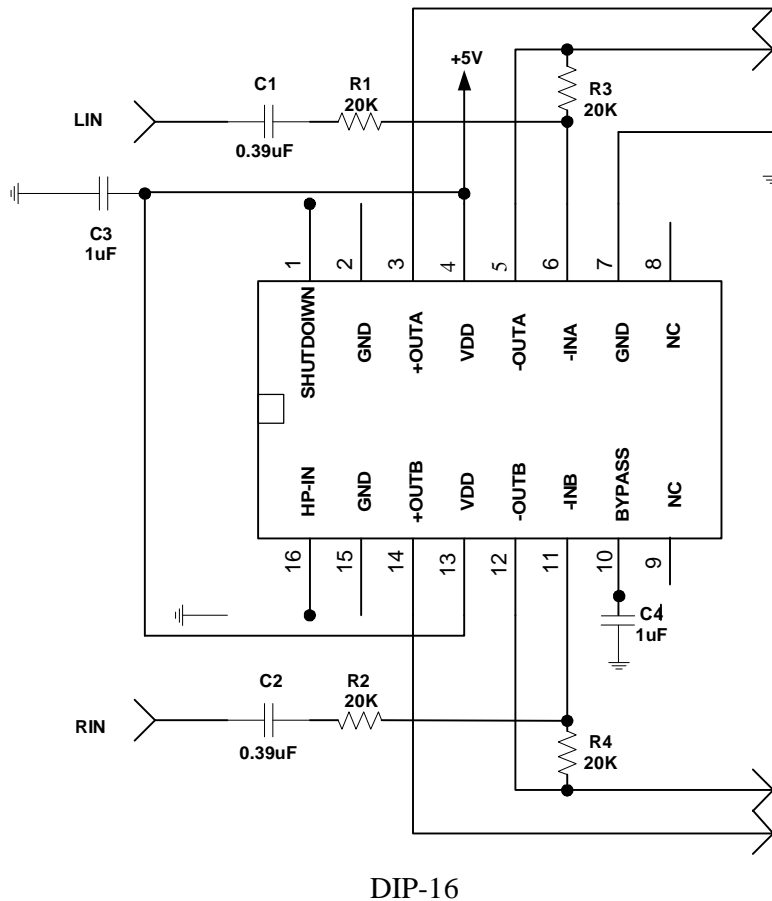 +5V
C1
R1
20K
R3
20K
LIN
0.39uF
C3
1uF
1 2 3 4 5 6 7 8
SHUTDOIWN GND +OUTA VDD -OUTA -INA GND NC
HP-IN GND +OUTB VDD -OUTB -INB BYPASS NC
16 15 14 13 12 11 10 9
C4
1uF
C2
R2
20K
RIN
0.39uF
R4
20K
DIP-16